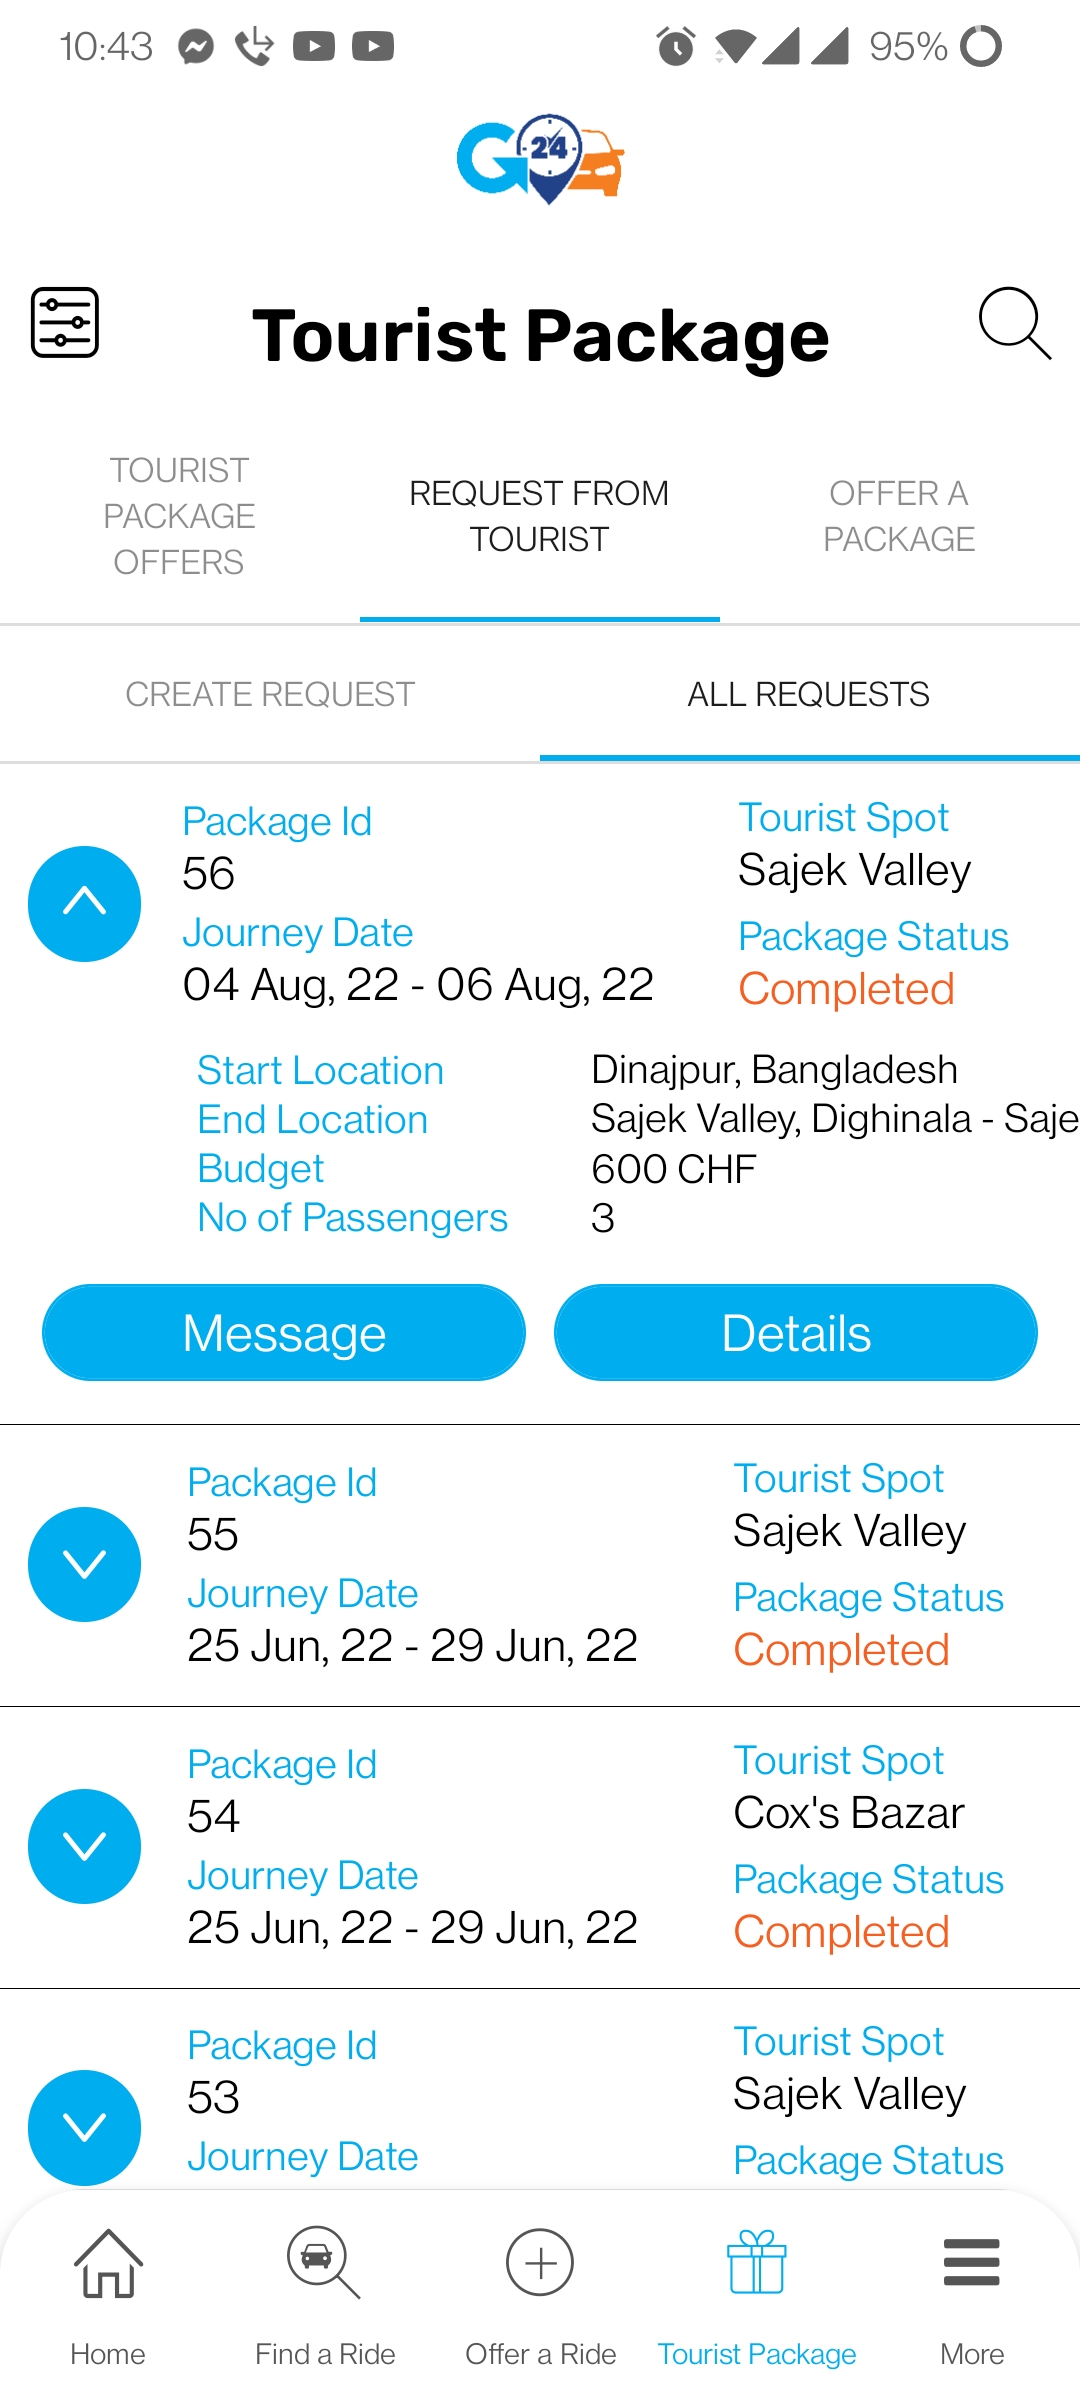 10:43 95%
24
Tourist Package
TOURIST
PACKAGE
OFFERS
REQUEST FROM
TOURIST
OFFER A
PACKAGE
CREATE REQUEST
ALL REQUESTS
Package Id
56
Journey Date
04 Aug, 22 - 06 Aug, 22
Tourist Spot
Sajek Valley
Package Status
Completed
Start Location Dinajpur, Bangladesh
End Location Sajek Valley, Dighinala - Saje
Budget 600 CHF
No of Passengers 3
Message
Details
Package Id
55
Journey Date
25 Jun, 22 - 29 Jun, 22
Tourist Spot
Sajek Valley
Package Status
Completed
Package Id
54
Journey Date
25 Jun, 22 - 29 Jun, 22
Tourist Spot
Cox's Bazar
Package Status
Completed
Package Id
53
Journey Date
Tourist Spot
Sajek Valley
Package Status
Home
Find a Ride
Offer a Ride
Tourist Package
More